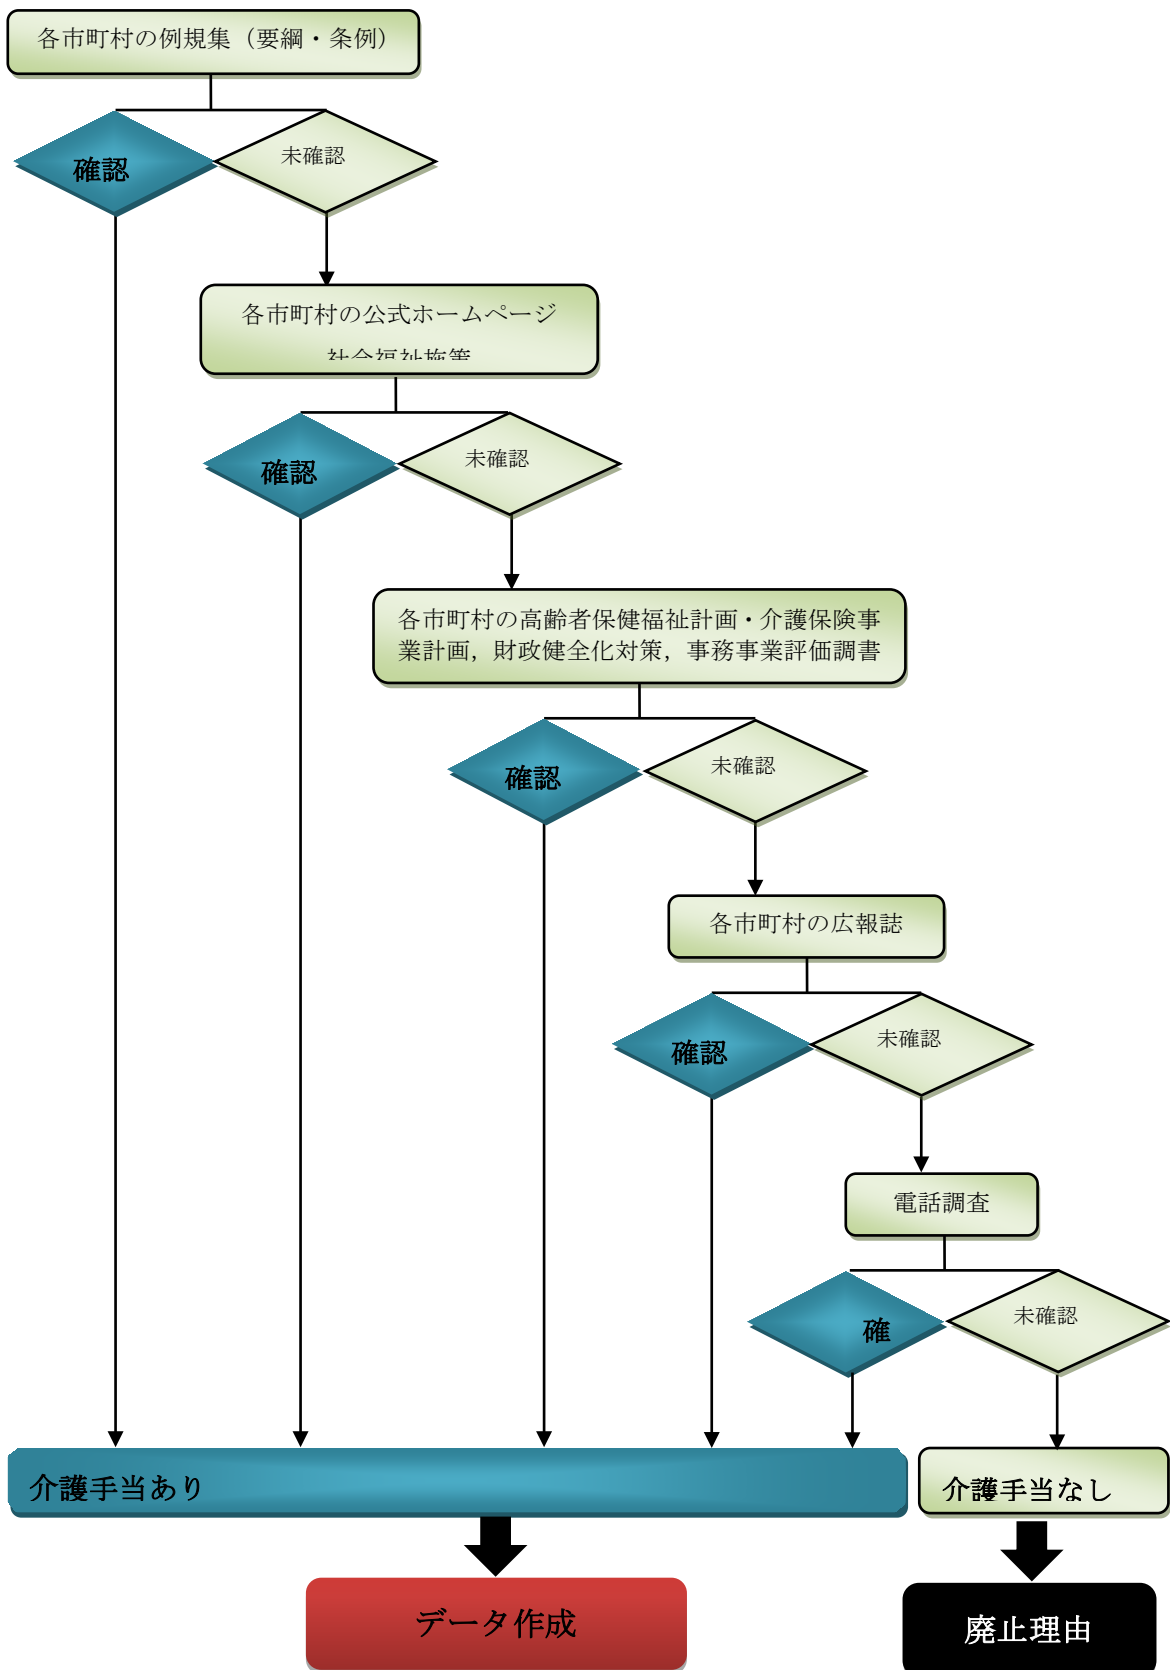 各市町村の例規集（要綱・条例）
確認
未確認
各市町村の公式ホームページ
社会福祉施策
確認
未確認
各市町村の高齢者保健福祉計画・介護保険事
業計画，財政健全化対策，事務事業評価調書
確認
未確認
各市町村の広報誌
確認
未確認
電話調査
確
未確認
介護手当あり
介護手当なし
データ作成
廃止理由